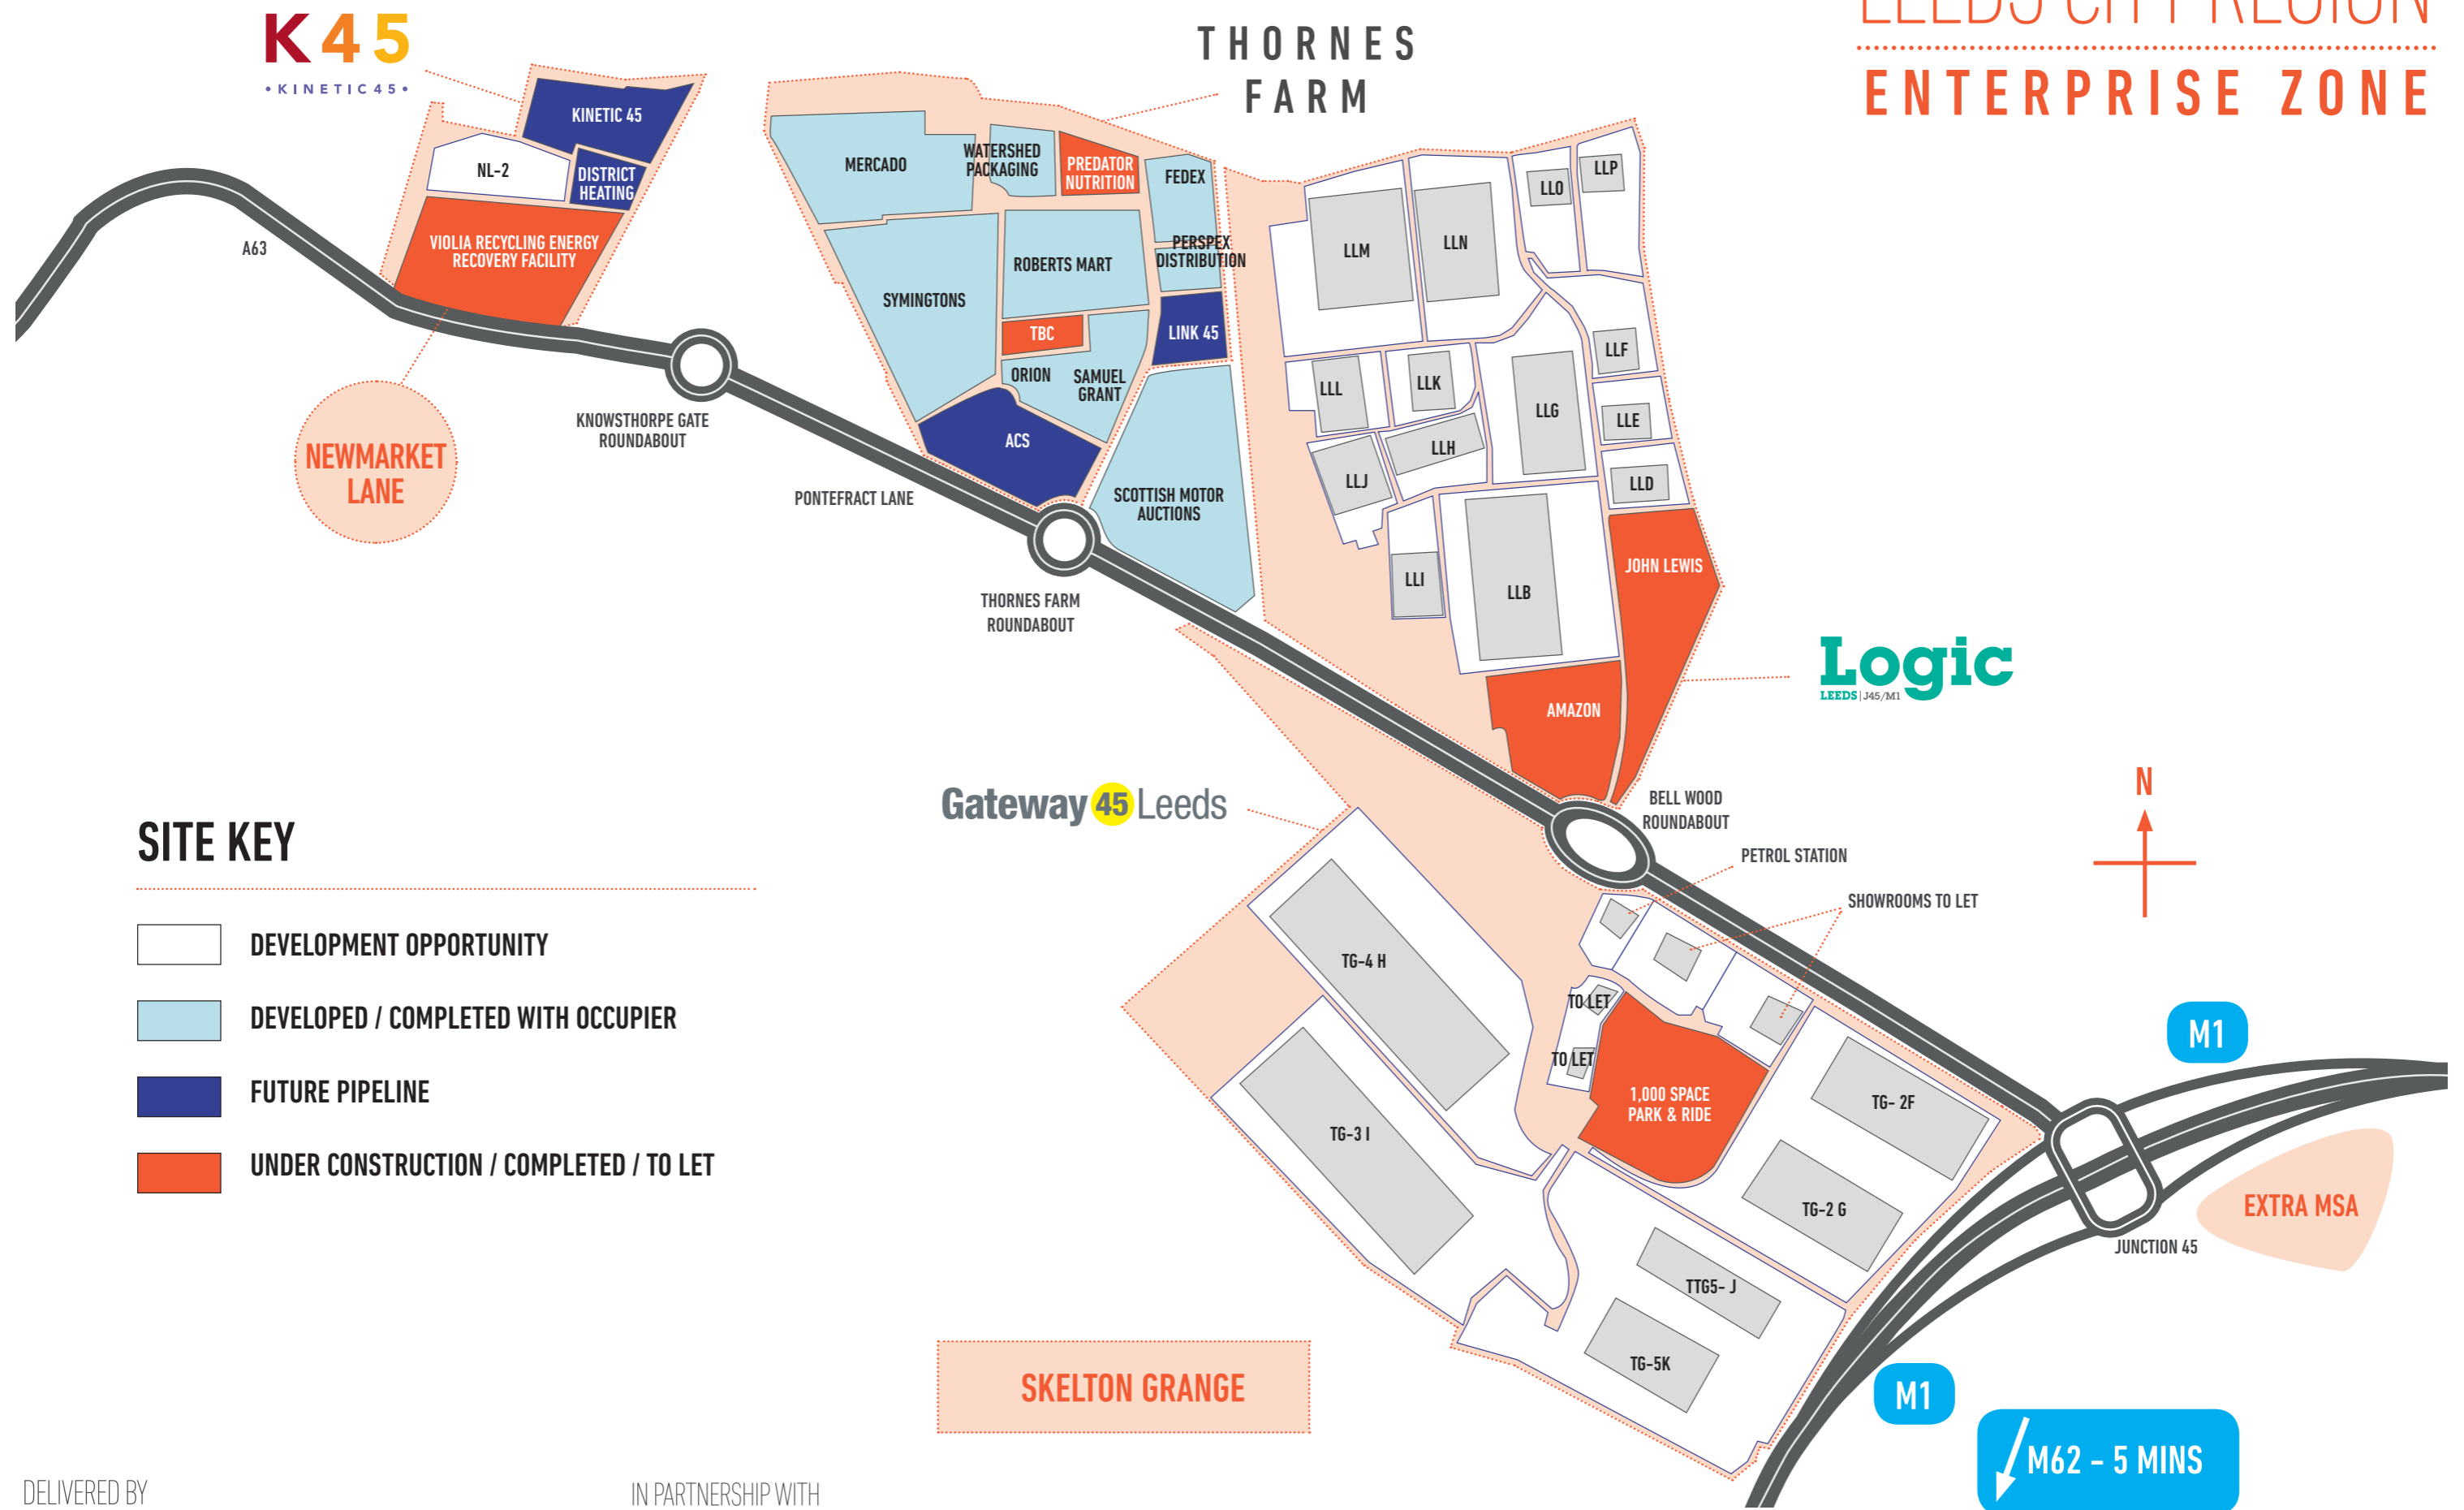 LEEDS CITY REGION
ENTERPRISE ZONE
K45
•KINETIC45•
THORNES
FARM
KINETIC 45
NL-2
DISTRICT
HEATING
VIOLIA RECYCLING ENERGY
RECOVERY FACILITY
A63
NEWMARKET
LANE
KNOWSTHORPE GATE
ROUNDABOUT
PONTEFRACT LANE
THORNES FARM
ROUNDABOUT
MERCADO
WATERSHED
PACKAGING
PREDATOR
NUTRITION
FEDEX
PERSPEX
DISTRIBUTION
ROBERTS MART
SYMINGTONS
TBC
LINK 45
ORION
SAMUEL
GRANT
ACS
SCOTTISH MOTOR
AUCTIONS
LLM
LLN
LLO
LLP
LLF
LLL
LLK
LLG
LLE
LLH
LLJ
LLD
LLI
LLB
JOHN LEWIS
AMAZON
Logic
LEEDS|J45/M1
Gateway 45 Leeds
BELL WOOD
ROUNDABOUT
PETROL STATION
SHOWROOMS TO LET
N
TG-4 H
TO LET
TO LET
1,000 SPACE
PARK & RIDE
TG-3 I
TG- 2F
TG-2 G
TTG5- J
TG-5K
M1
EXTRA MSA
JUNCTION 45
M1
M62 - 5 MINS
SKELTON GRANGE
SITE KEY
DEVELOPMENT OPPORTUNITY
DEVELOPED / COMPLETED WITH OCCUPIER
FUTURE PIPELINE
UNDER CONSTRUCTION / COMPLETED / TO LET
DELIVERED BY
IN PARTNERSHIP WITH